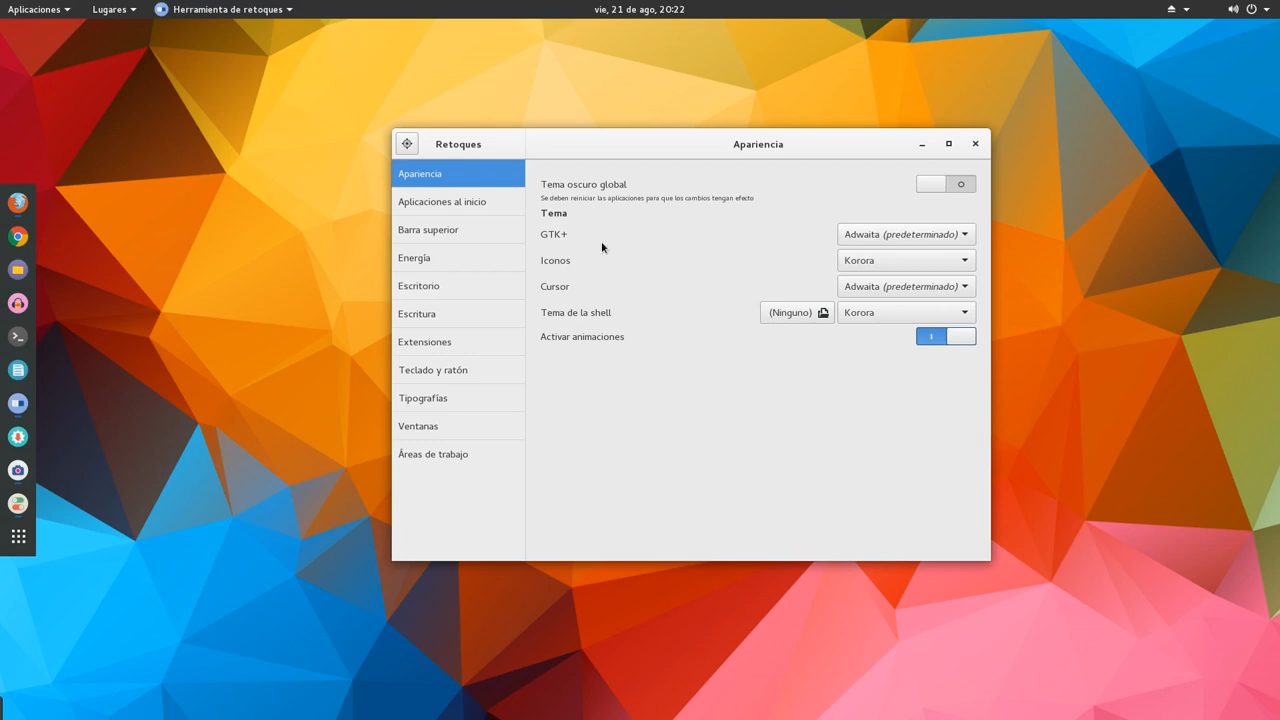 Aplicaciones Lugares Herramienta de retoques vie, 21 de ago, 20:22
Retoques Apariencia
Apariencia
Aplicaciones al inicio
Barra superior
Energía
Escritorio
Escritura
Extensiones
Teclado y ratón
Tipografías
Ventanas
Áreas de trabajo
Tema oscuro global
Se deben reiniciar las aplicaciones para que los cambios tengan efecto
Tema
GTK+ Adwaita (predeterminado)
Iconos Korora
Cursor Adwaita (predeterminado)
Tema de la shell (Ninguno) Korora
Activar animaciones